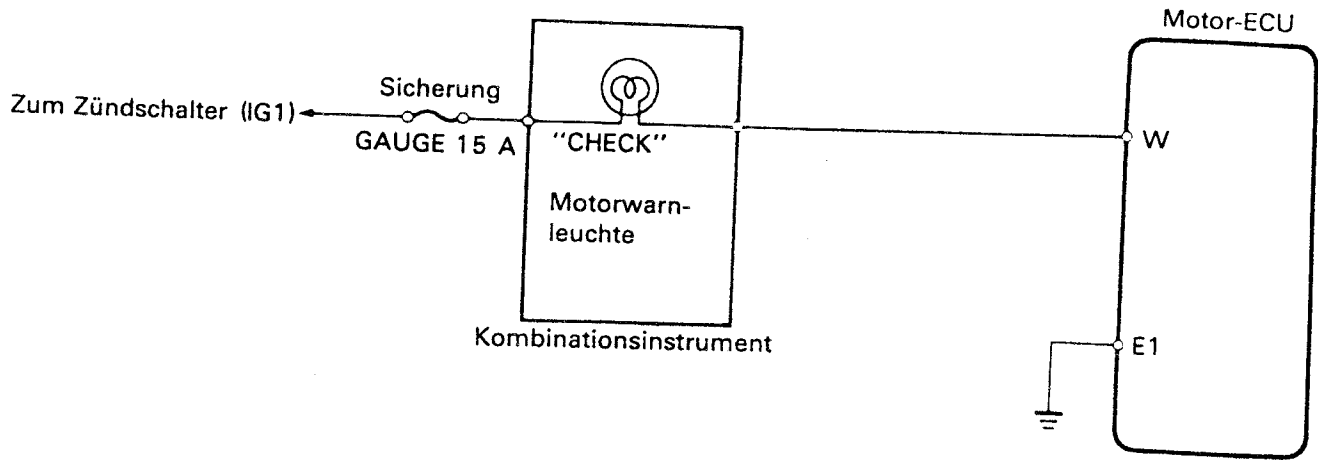 Motor-ECU
Sicherung
Zum Zündschalter (IG1)
GAUGE 15 A
"CHECK"
W
Motorwarn-
leuchte
Kombinationsinstrument
E1